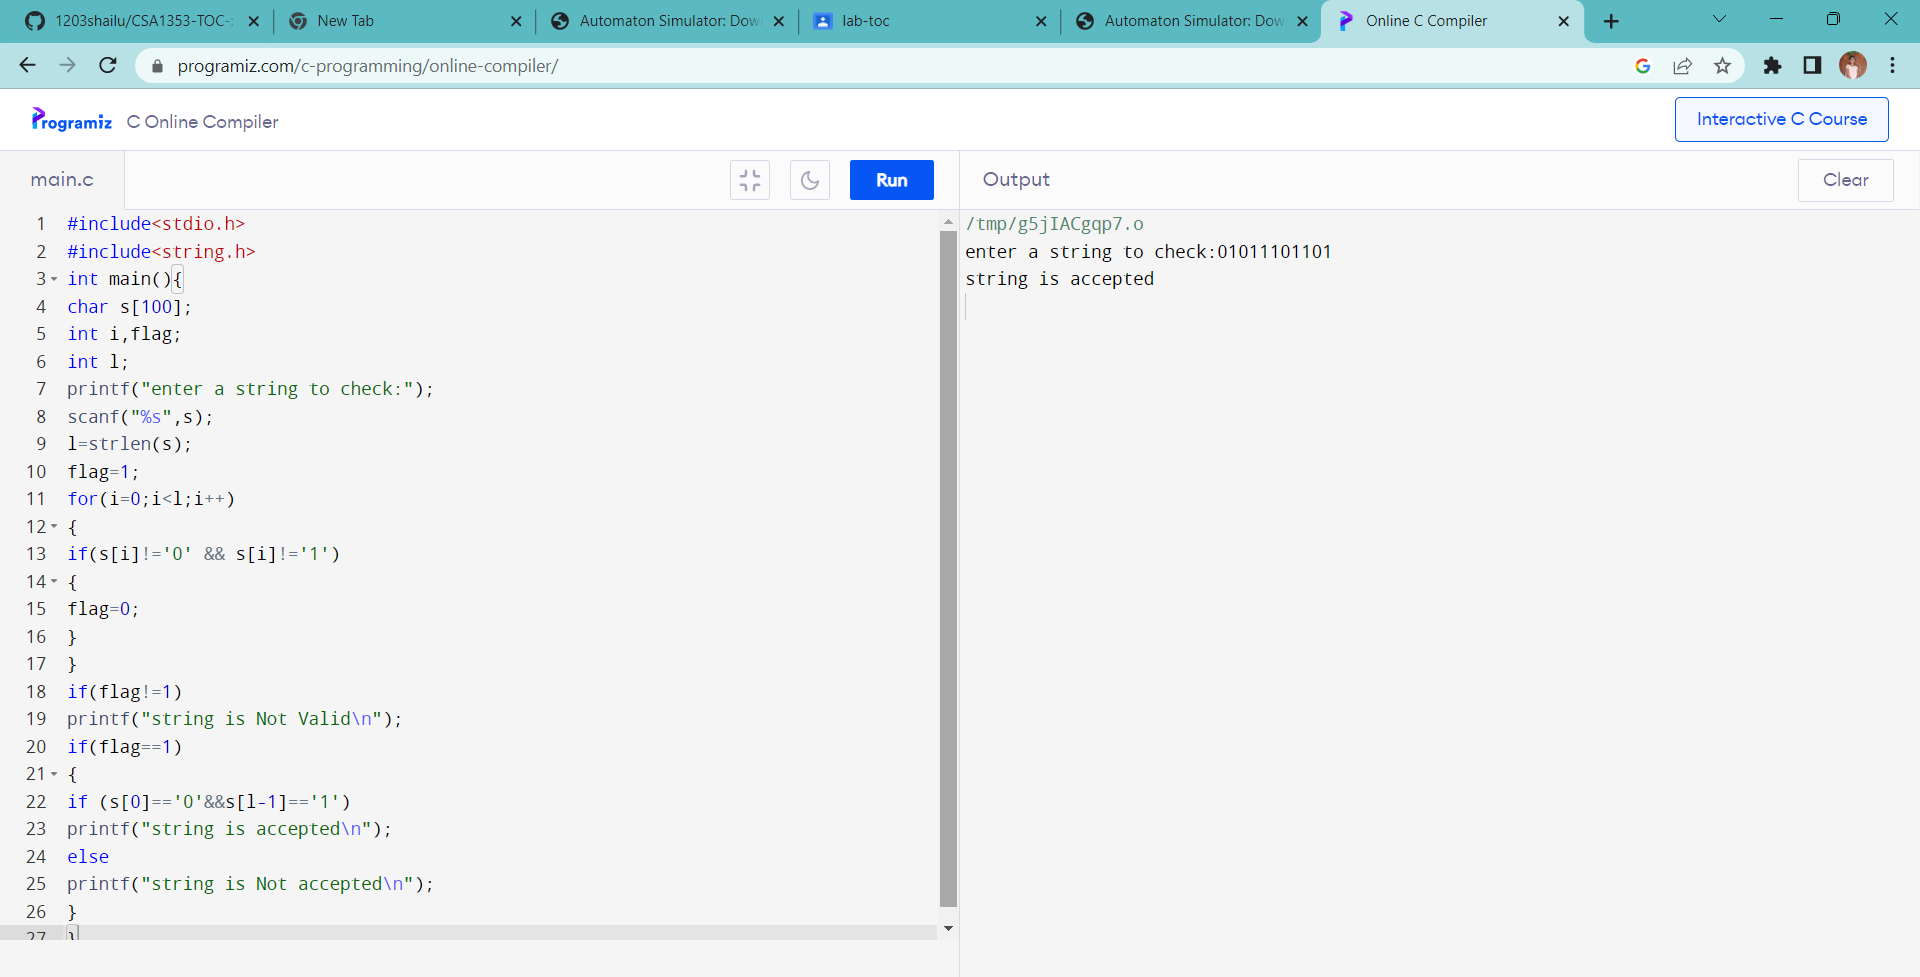 1203shailu/CSA1353-TOC-
New Tab
Automaton Simulator: Dow
lab-toc
Automaton Simulator: Dow
Online C Compiler
programiz.com/c-programming/online-compiler/
Programiz C Online Compiler
Interactive C Course
main.c
Run
Output
Clear
1 #include<stdio.h>
2 #include<string.h>
3 int main(){
4 char s[100];
5 int i,flag;
6 int l;
7 printf("enter a string to check:");
8 scanf("%s",s);
9 l=strlen(s);
10 flag=1;
11 for(i=0;i<l;i++)
12 {
13 if(s[i]!='0' && s[i]!='1')
14 {
15 flag=0;
16 }
17 }
18 if(flag!=1)
19 printf("string is Not Valid\n");
20 if(flag==1)
21 {
22 if (s[0]=='0'&&s[l-1]=='1')
23 printf("string is accepted\n");
24 else
25 printf("string is Not accepted\n");
26 }
27 }
/tmp/g5jIACgqp7.o
enter a string to check:01011101101
string is accepted